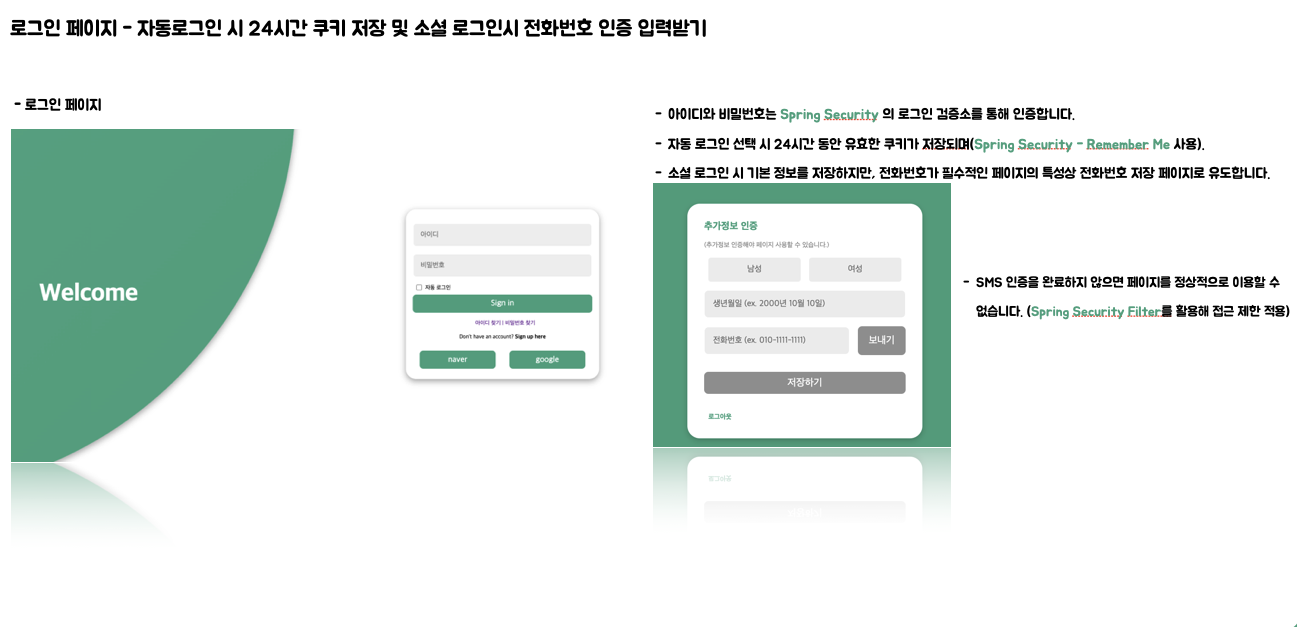 로그인 페이지 - 자동로그인 시 24시간 쿠키 저장 및 소셜 로그인시 전화번호 인증 입력받기
- 로그인 페이지
Welcome
아이디
비밀번호
자동 로그인
Sign in
아이디 찾기 | 비밀번호 찾기
Don't have an account? Sign up here
naver
google
- 아이디와 비밀번호는 Spring Security 의 로그인 검증소를 통해 인증합니다.
- 자동 로그인 선택 시 24시간 동안 유효한 쿠키가 저장되며(Spring Security - Remember Me 사용).
- 소셜 로그인 시 기본 정보를 저장하지만, 전화번호가 필수적인 페이지의 특성상 전화번호 저장 페이지로 유도합니다.
추가정보 인증
(추가정보 인증해야 페이지 사용할 수 있습니다.)
남성
여성
생년월일 (ex. 2000년 10월 10일)
전화번호 (ex. 010-1111-1111)
보내기
저장하기
로그아웃
- SMS 인증을 완료하지 않으면 페이지를 정상적으로 이용할 수
없습니다. (Spring Security Filter를 활용해 접근 제한 적용)